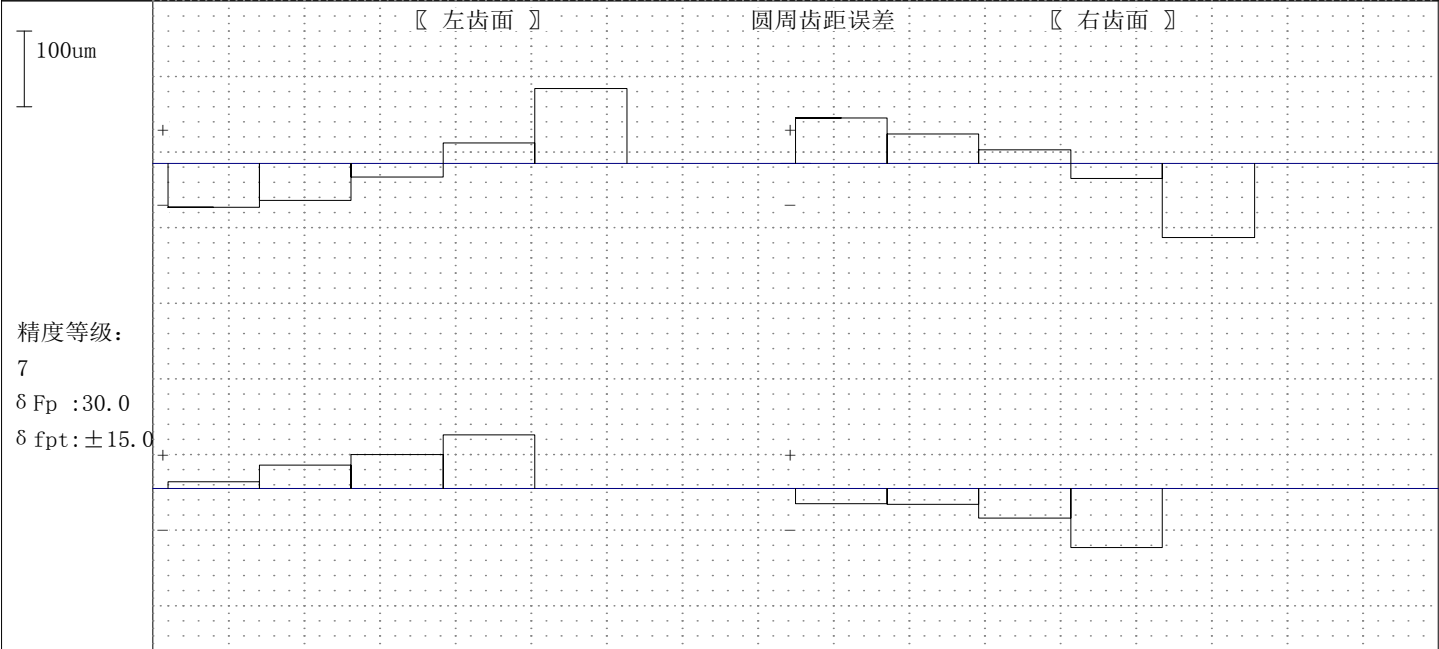 〖 左齿面 〗 圆周齿距误差 〖 右齿面 〗
100um
+ +
− −
精度等级：
7
δFp :30.0
δfpt:±15.0
+ +
− −